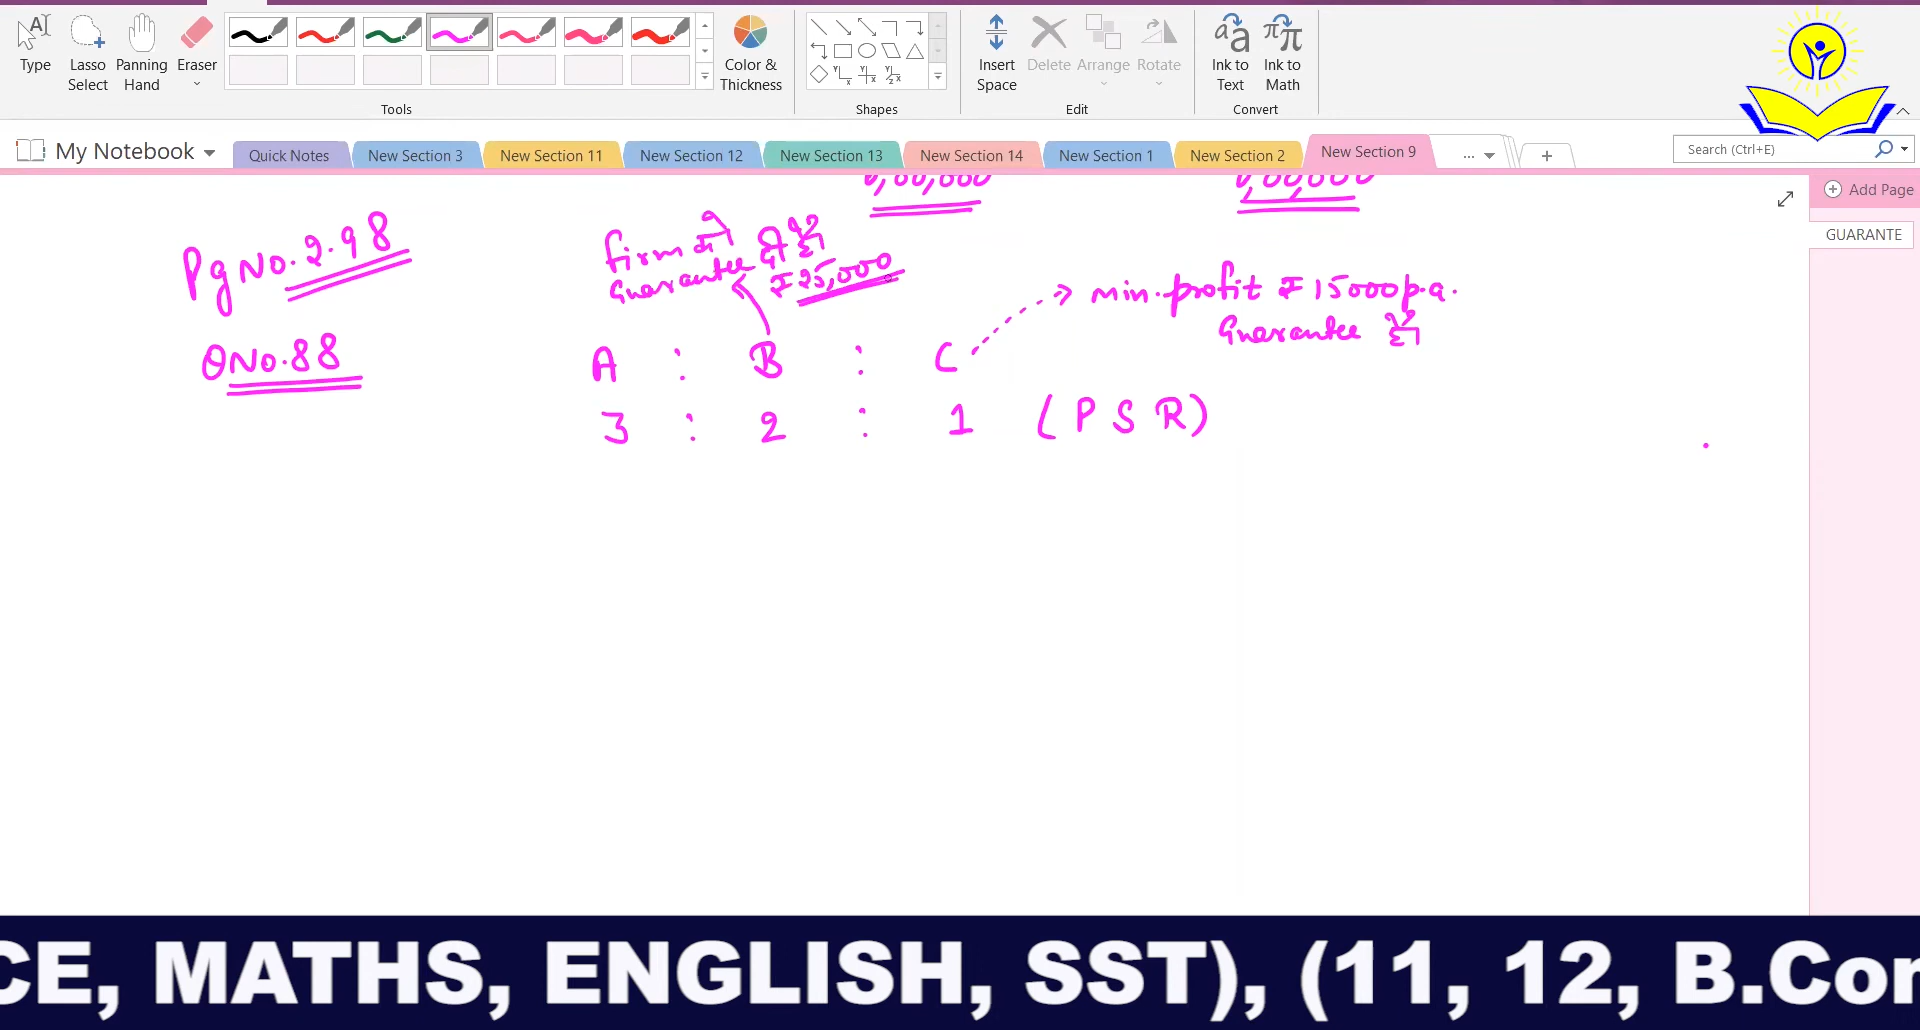 Type
Lasso Select
Panning Hand
Eraser
Color & Thickness
Insert Space
Delete
Arrange
Rotate
Ink to Text
Ink to Math
Tools
Shapes
Edit
Convert
My Notebook
Quick Notes
New Section 3
New Section 11
New Section 12
New Section 13
New Section 14
New Section 1
New Section 2
New Section 9
...
Search (Ctrl+E)
Add Page
GUARANTE
Pg No. 2.98
firm को
Guarantee दी गई है
₹25,000
min. profit ₹15000 p.a.
Guarantee है
QNo. 88
A : B : C
3 : 2 : 1 (PSR)
CE, MATHS, ENGLISH, SST), (11, 12, B.Con